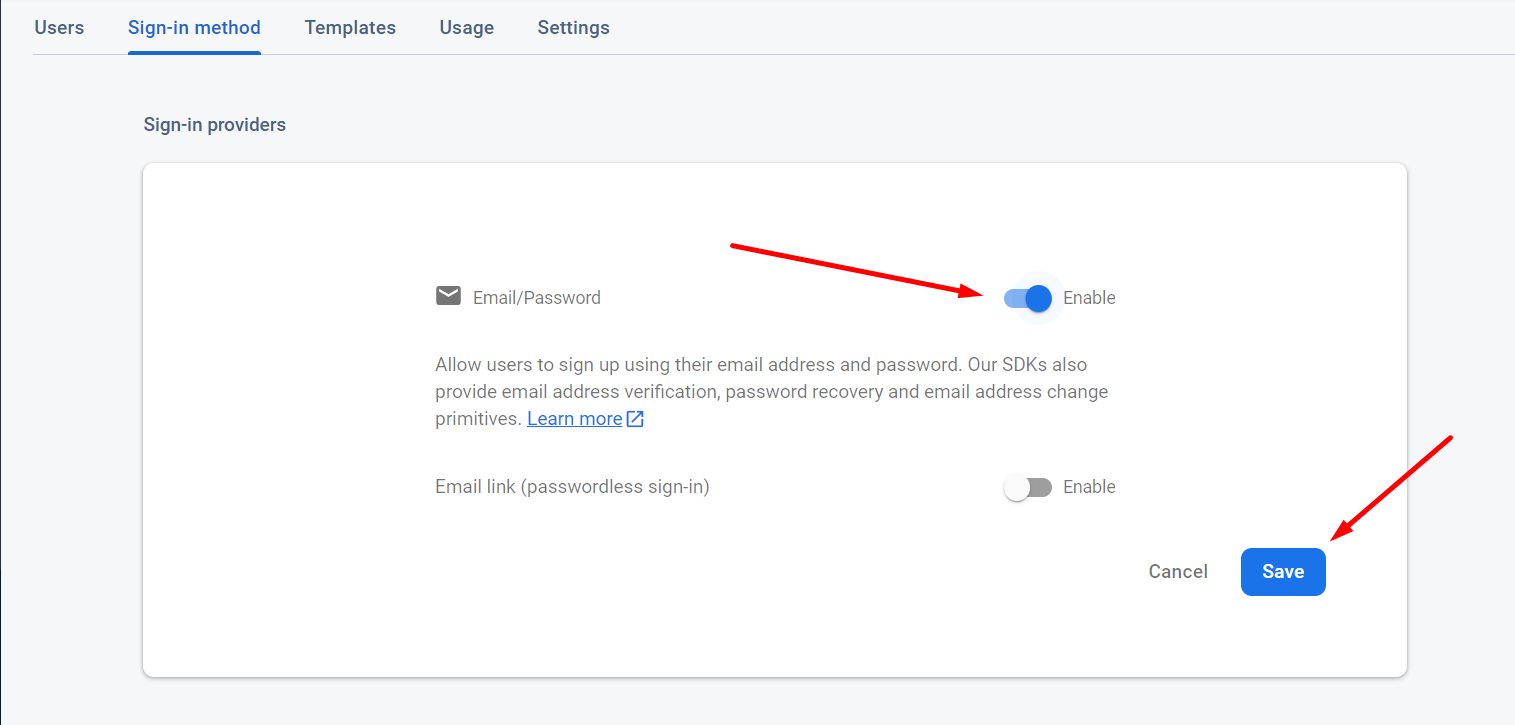 Users Sign-in method Templates Usage Settings
Sign-in providers
Email/Password Enable
Allow users to sign up using their email address and password. Our SDKs also
provide email address verification, password recovery and email address change
primitives. Learn more
Email link (passwordless sign-in) Enable
Cancel Save